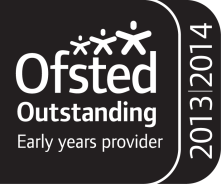 Ofsted
Outstanding
Early years provider
2013|2014